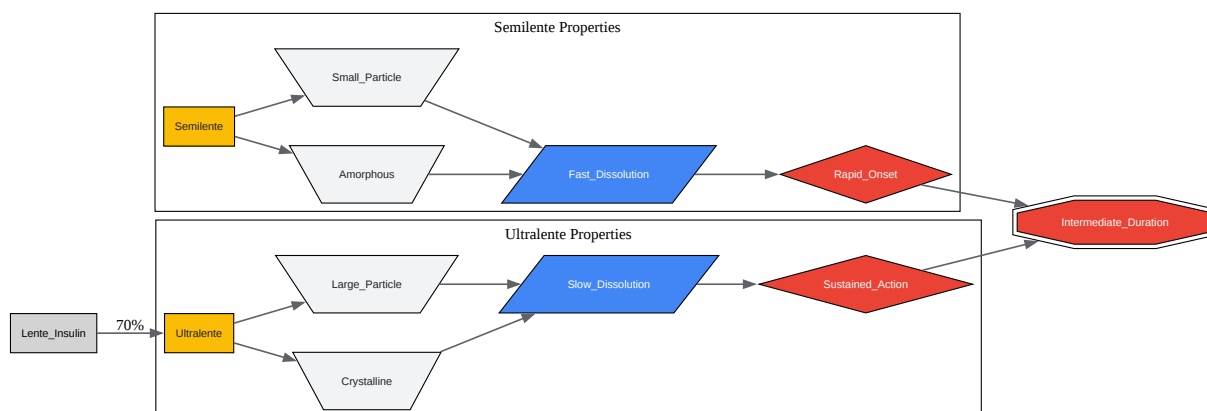 Semilente Properties
Small_Particle
Semilente
Amorphous
Fast_Dissolution
Rapid_Onset
Intermediate_Duration
Ultralente Properties
Large_Particle
Slow_Dissolution
Sustained_Action
Lente_Insulin
70%
Ultralente
Crystalline